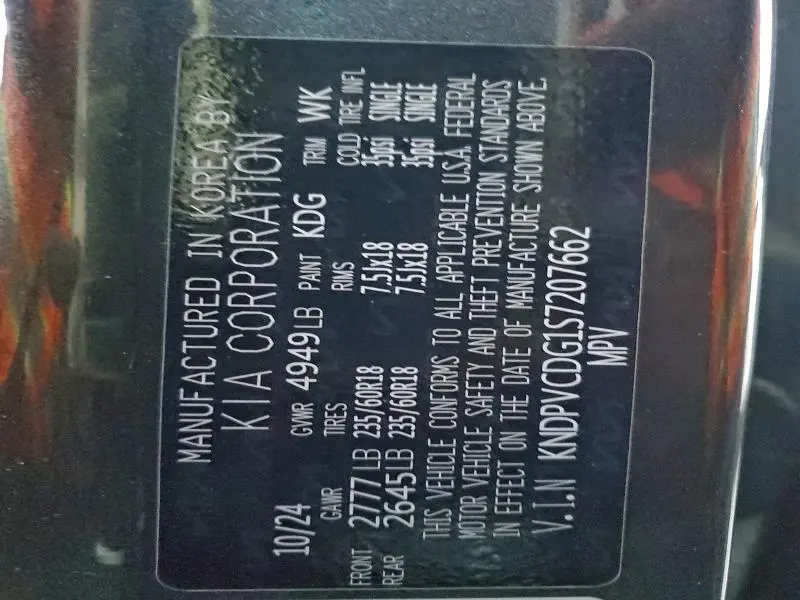 MANUFACTURED IN KOREA BY
KIA CORPORATION
10/24 GVWR 4949LB PAINT KDG TRIM WK
GAWR TIRES RIMS COLD TIRE INFL
FRONT 2777LB 235/60R18 7.5Jx18 35psi SINGLE
REAR 2645LB 235/60R18 7.5Jx18 35psi SINGLE
THIS VEHICLE CONFORMS TO ALL APPLICABLE U.S.A. FEDERAL
MOTOR VEHICLE SAFETY AND THEFT PREVENTION STANDARDS
IN EFFECT ON THE DATE OF MANUFACTURE SHOWN ABOVE.
V.I.N KNDPVCDG1S7207662
MPV